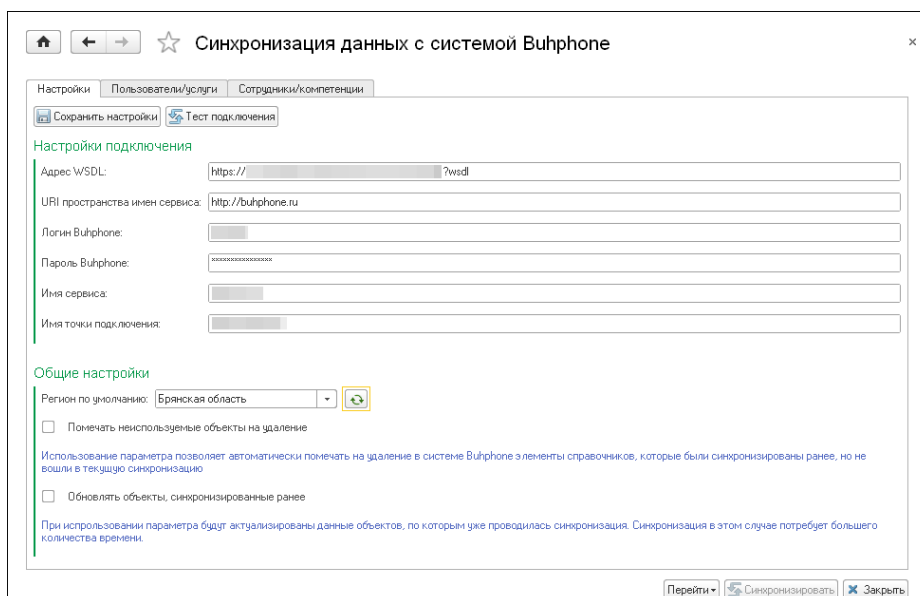 Синхронизация данных с системой Buhphone
Настройки Пользователи/услуги Сотрудники/компетенции
Сохранить настройки Тест подключения
Настройки подключения
Адрес WSDL: https:// ?wsdl
URI пространства имен сервиса: http://buhphone.ru
Логин Buhphone:
Пароль Buhphone: ***************
Имя сервиса:
Имя точки подключения:
Общие настройки
Регион по умолчанию: Брянская область
Помечать неиспользуемые объекты на удаление
Использование параметра позволяет автоматически помечать на удаление в системе Buhphone элементы справочников, которые были синхронизированы ранее, но не
вошли в текущую синхронизацию
Обновлять объекты, синхронизированные ранее
При использовании параметра будут актуализированы данные объектов, по которым уже проводилась синхронизация. Синхронизация в этом случае потребует большего
количества времени.
Перейти Синхронизировать Закрыть